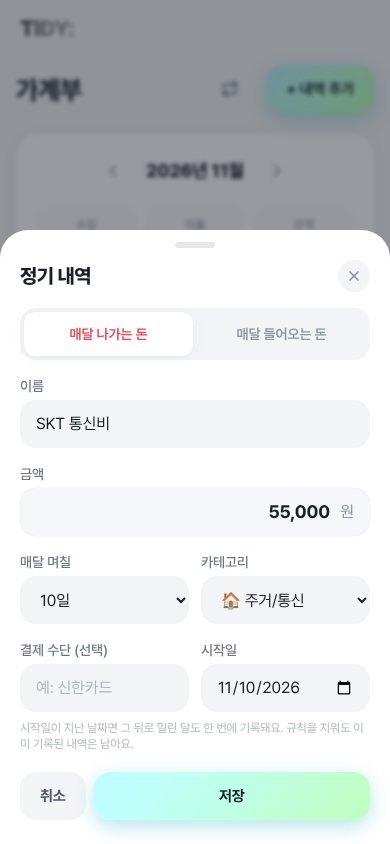 TIDY:
가계부
+ 내역 추가
2026년 11월
수입
지출
정기 내역
매달 나가는 돈
매달 들어오는 돈
이름
SKT 통신비
금액
55,000 원
매달 며칠
카테고리
10일
🏠 주거/통신
결제 수단 (선택)
시작일
예: 신한카드
11/10/2026
시작일이 지난 날짜면 그 뒤로 밀린 달도 한 번에 기록돼요. 규칙을 지워도 이
미 기록된 내역은 남아요.
취소
저장